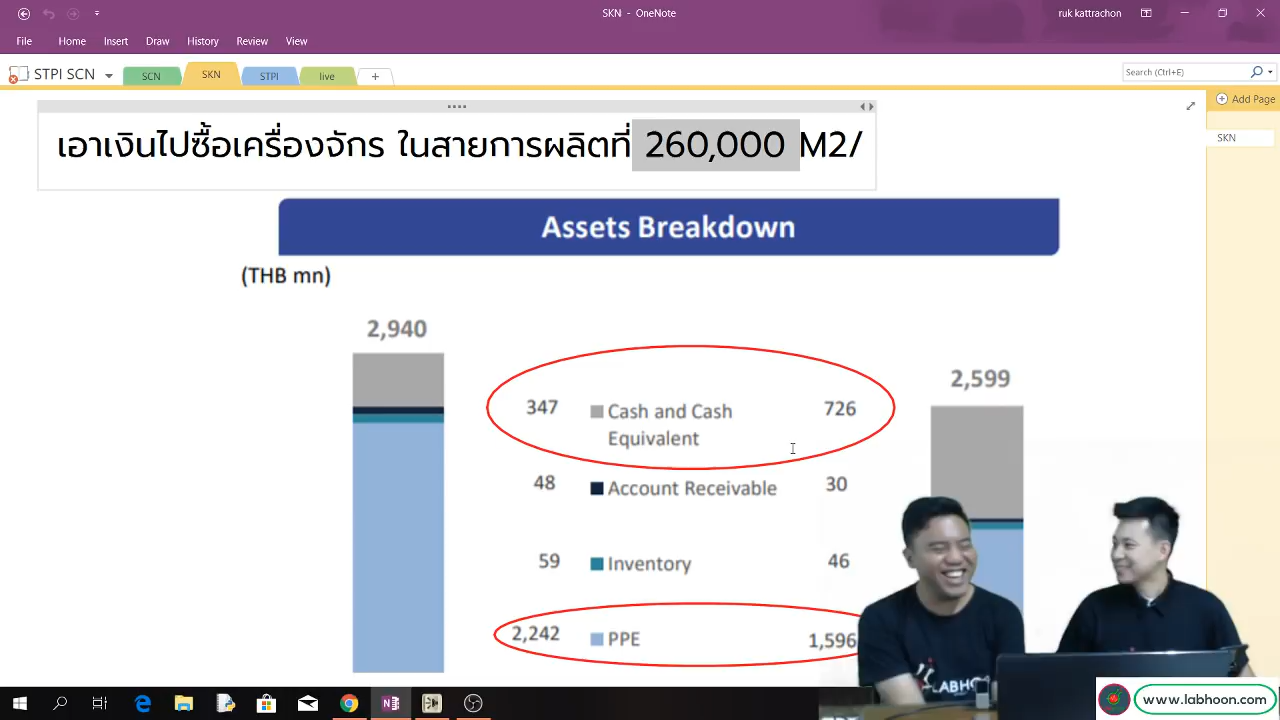 SKN - OneNote
ruk kattrachon
File Home Insert Draw History Review View
STPI SCN
SCN SKN STPI live +
Search (Ctrl+E)
Add Page
SKN
เอาเงินไปซื้อเครื่องจักร ในสายการผลิตที่ 260,000 M2/
Assets Breakdown
(THB mn)
2,940
2,599
347 Cash and Cash 726
Equivalent
48 Account Receivable 30
59 Inventory 46
2,242 PPE 1,596
www.labhoon.com